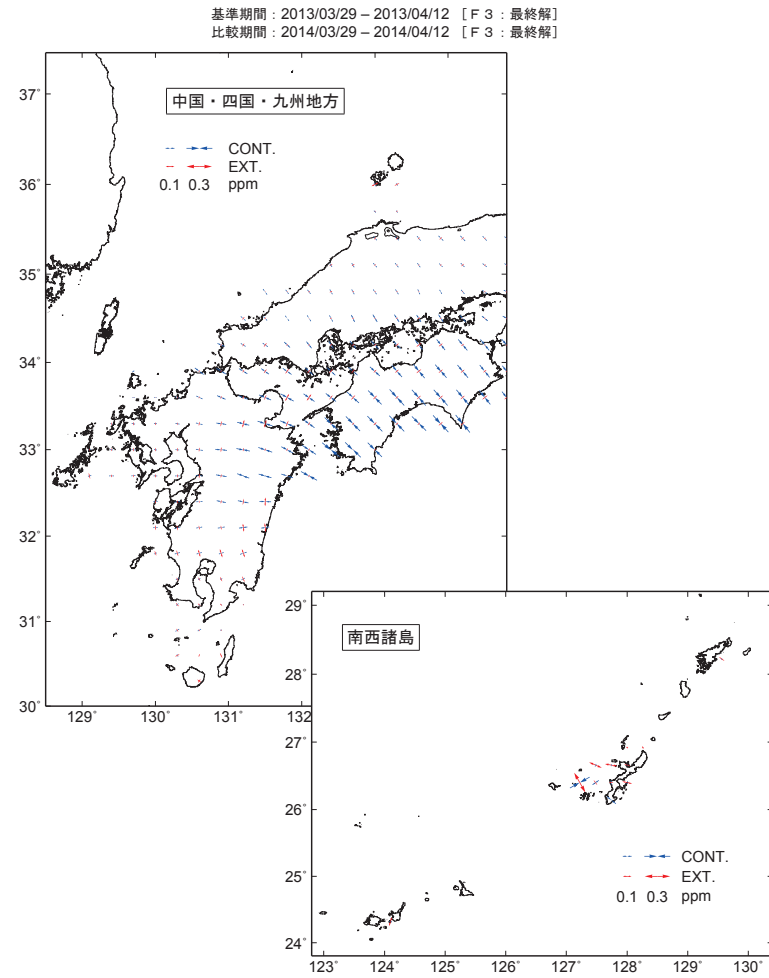 基準期間：2013/03/29 – 2013/04/12 ［Ｆ３：最終解］
比較期間：2014/03/29 – 2014/04/12 ［Ｆ３：最終解］
中国・四国・九州地方
CONT.
EXT.
0.1 0.3 ppm
37˚
36˚
35˚
34˚
33˚
32˚
31˚
30˚
129˚ 130˚ 131˚ 132
南西諸島
29˚
28˚
27˚
26˚
25˚
24˚
CONT.
EXT.
0.1 0.3 ppm
123˚ 124˚ 125˚ 126˚ 127˚ 128˚ 129˚ 130˚